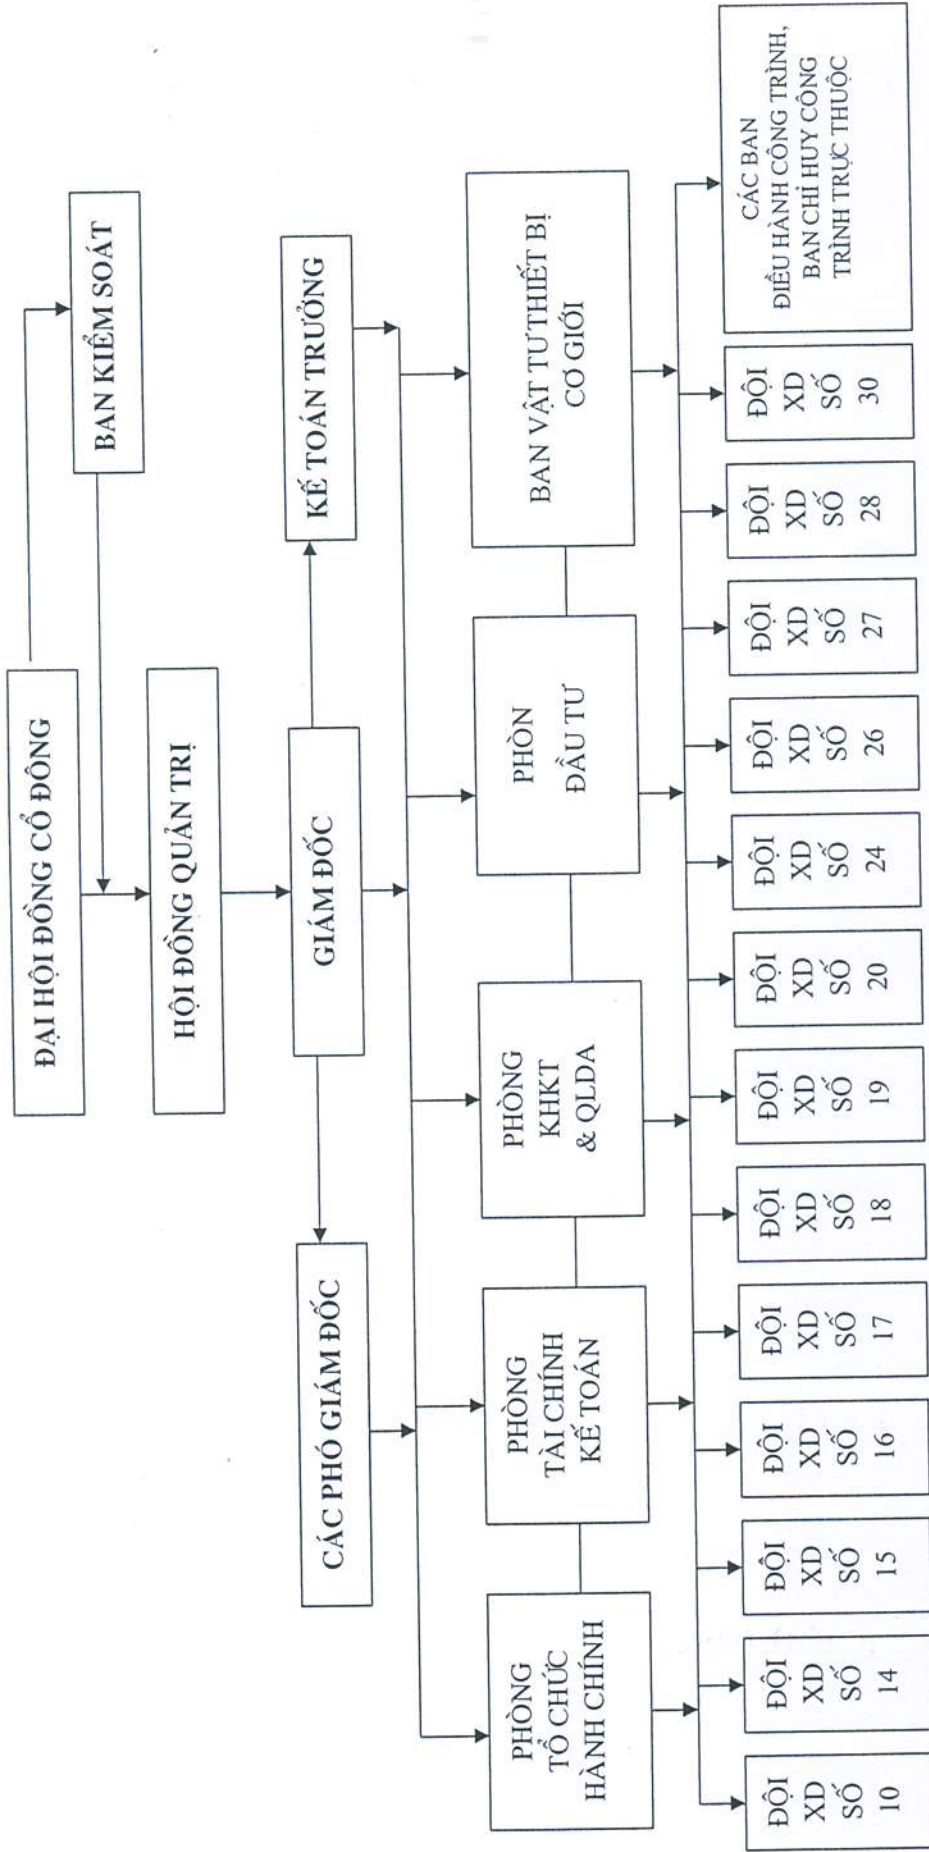 ĐẠI HỘI ĐỒNG CỔ ĐÔNG
BAN KIỂM SOÁT
HỘI ĐỒNG QUẢN TRỊ
CÁC PHÓ GIÁM ĐỐC
GIÁM ĐỐC
KẾ TOÁN TRƯỞNG
PHÒNG
TỔ CHỨC
HÀNH CHÍNH
PHÒNG
TÀI CHÍNH
KẾ TOÁN
PHÒNG
KHKT
& QLDA
PHÒN
ĐẦU TƯ
BAN VẬT TƯ THIẾT BỊ
CƠ GIỚI
ĐỘI
XD
SỐ
10
ĐỘI
XD
SỐ
14
ĐỘI
XD
SỐ
15
ĐỘI
XD
SỐ
16
ĐỘI
XD
SỐ
17
ĐỘI
XD
SỐ
18
ĐỘI
XD
SỐ
19
ĐỘI
XD
SỐ
20
ĐỘI
XD
SỐ
24
ĐỘI
XD
SỐ
26
ĐỘI
XD
SỐ
27
ĐỘI
XD
SỐ
28
ĐỘI
XD
SỐ
30
CÁC BAN
ĐIỀU HÀNH CÔNG TRÌNH,
BAN CHỈ HUY CÔNG
TRÌNH TRỰC THUỘC